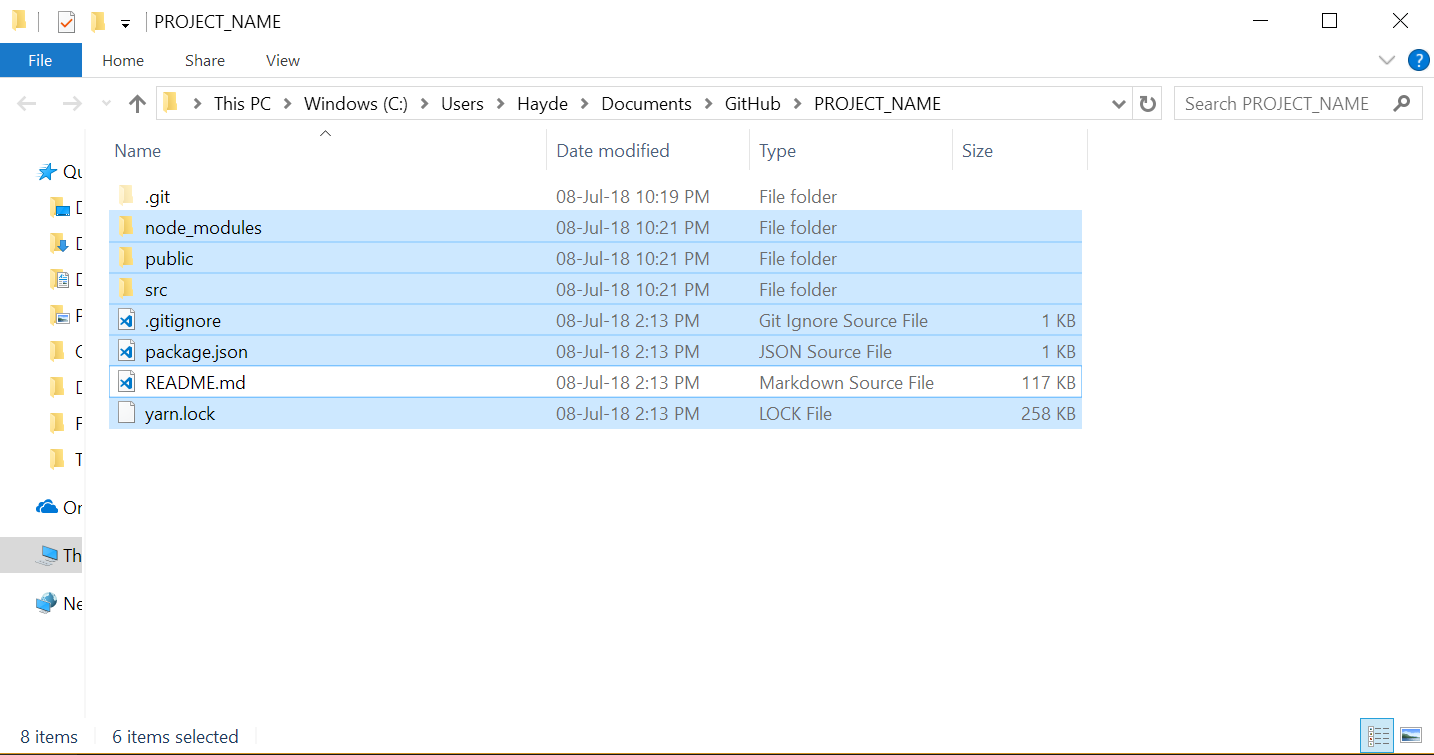 PROJECT_NAME
File Home Share View ?
This PC Windows (C:) Users Hayde Documents GitHub PROJECT_NAME Search PROJECT_NAME
Name Date modified Type Size
.git 08-Jul-18 10:19 PM File folder
node_modules 08-Jul-18 10:21 PM File folder
public 08-Jul-18 10:21 PM File folder
src 08-Jul-18 10:21 PM File folder
.gitignore 08-Jul-18 2:13 PM Git Ignore Source File 1 KB
package.json 08-Jul-18 2:13 PM JSON Source File 1 KB
README.md 08-Jul-18 2:13 PM Markdown Source File 117 KB
yarn.lock 08-Jul-18 2:13 PM LOCK File 258 KB
Th
Ne
8 items 6 items selected